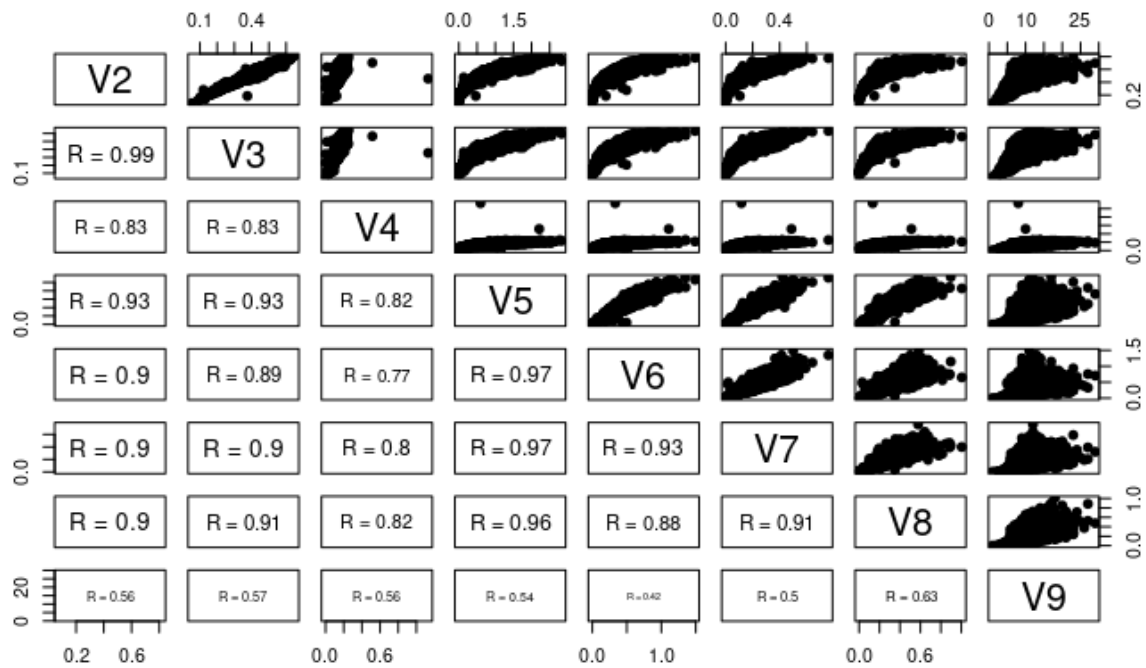 0.1 0.4 0.0 1.5 0.0 0.4 0 10 25
V2 0.2
0.1 R = 0.99 V3
R = 0.83 R = 0.83 V4 0.0
0.0 R = 0.93 R = 0.93 R = 0.82 V5
R = 0.9 R = 0.89 R = 0.77 R = 0.97 V6 0.0 1.5
0.0 R = 0.9 R = 0.9 R = 0.8 R = 0.97 R = 0.93 V7
R = 0.9 R = 0.91 R = 0.82 R = 0.96 R = 0.88 R = 0.91 V8 0.0 1.0
0 20 R = 0.56 R = 0.57 R = 0.56 R = 0.54 R = 0.42 R = 0.5 R = 0.63 V9
0.2 0.6 0.0 0.6 0.0 1.0 0.0 0.6